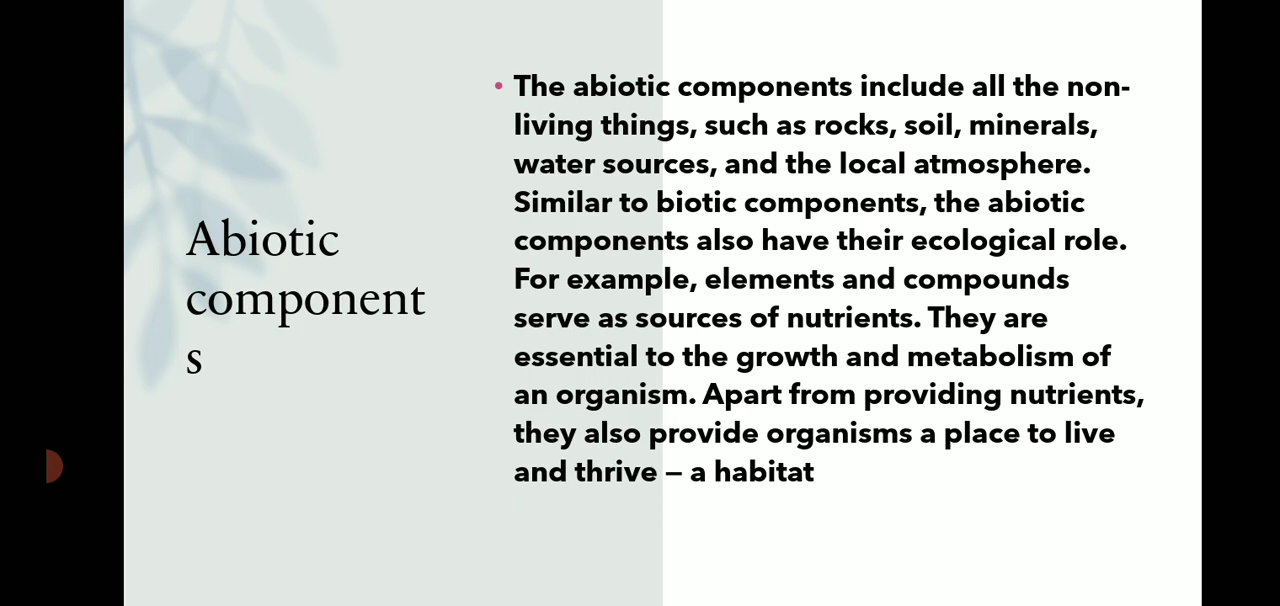 Abiotic
component
s
• The abiotic components include all the non-
living things, such as rocks, soil, minerals,
water sources, and the local atmosphere.
Similar to biotic components, the abiotic
components also have their ecological role.
For example, elements and compounds
serve as sources of nutrients. They are
essential to the growth and metabolism of
an organism. Apart from providing nutrients,
they also provide organisms a place to live
and thrive – a habitat